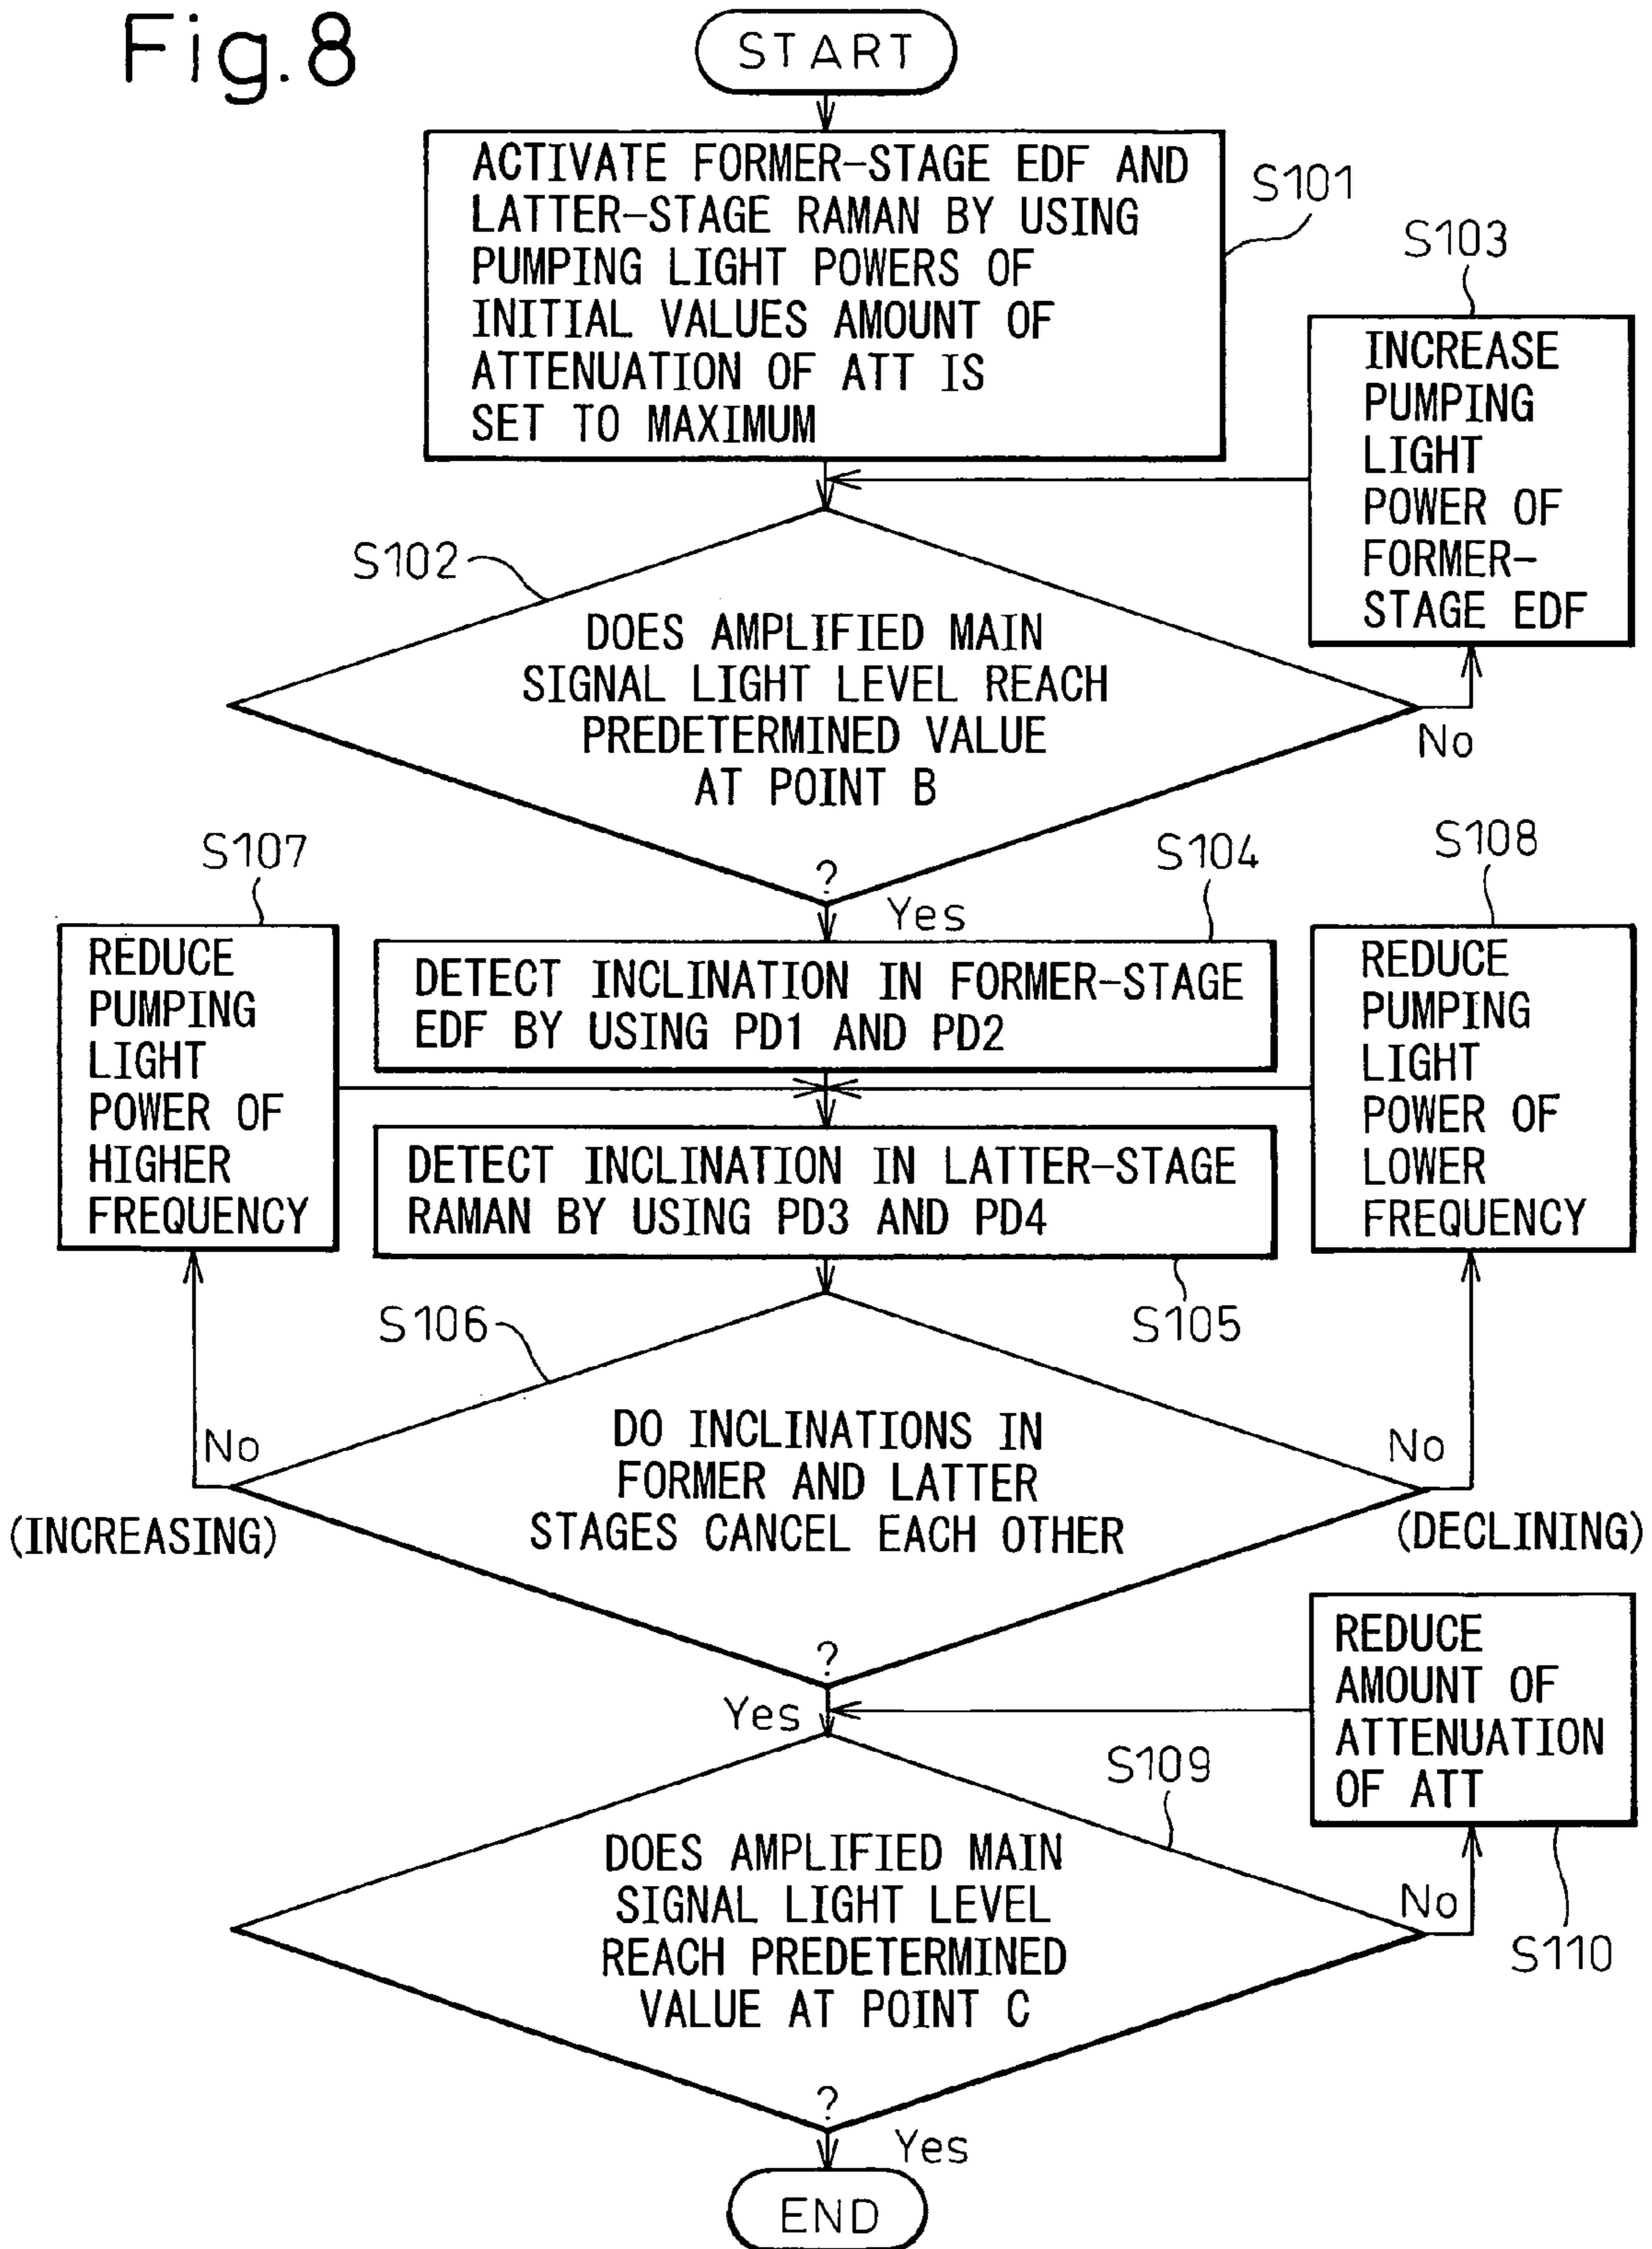 Fig.8
START
ACTIVATE FORMER-STAGE EDF AND
LATTER-STAGE RAMAN BY USING
PUMPING LIGHT POWERS OF
INITIAL VALUES AMOUNT OF
ATTENUATION OF ATT IS
SET TO MAXIMUM
S101
S103
INCREASE
PUMPING
LIGHT
POWER OF
FORMER-
STAGE EDF
S102
DOES AMPLIFIED MAIN
SIGNAL LIGHT LEVEL REACH
PREDETERMINED VALUE
AT POINT B
?
No
Yes
S107
REDUCE
PUMPING
LIGHT
POWER OF
HIGHER
FREQUENCY
S104
DETECT INCLINATION IN FORMER-STAGE
EDF BY USING PD1 AND PD2
S108
REDUCE
PUMPING
LIGHT
POWER OF
LOWER
FREQUENCY
DETECT INCLINATION IN LATTER-STAGE
RAMAN BY USING PD3 AND PD4
S105
S106
DO INCLINATIONS IN
FORMER AND LATTER
STAGES CANCEL EACH OTHER
?
No
(INCREASING)
No
(DECLINING)
Yes
REDUCE
AMOUNT OF
ATTENUATION
OF ATT
S109
DOES AMPLIFIED MAIN
SIGNAL LIGHT LEVEL
REACH PREDETERMINED
VALUE AT POINT C
?
No
S110
Yes
END